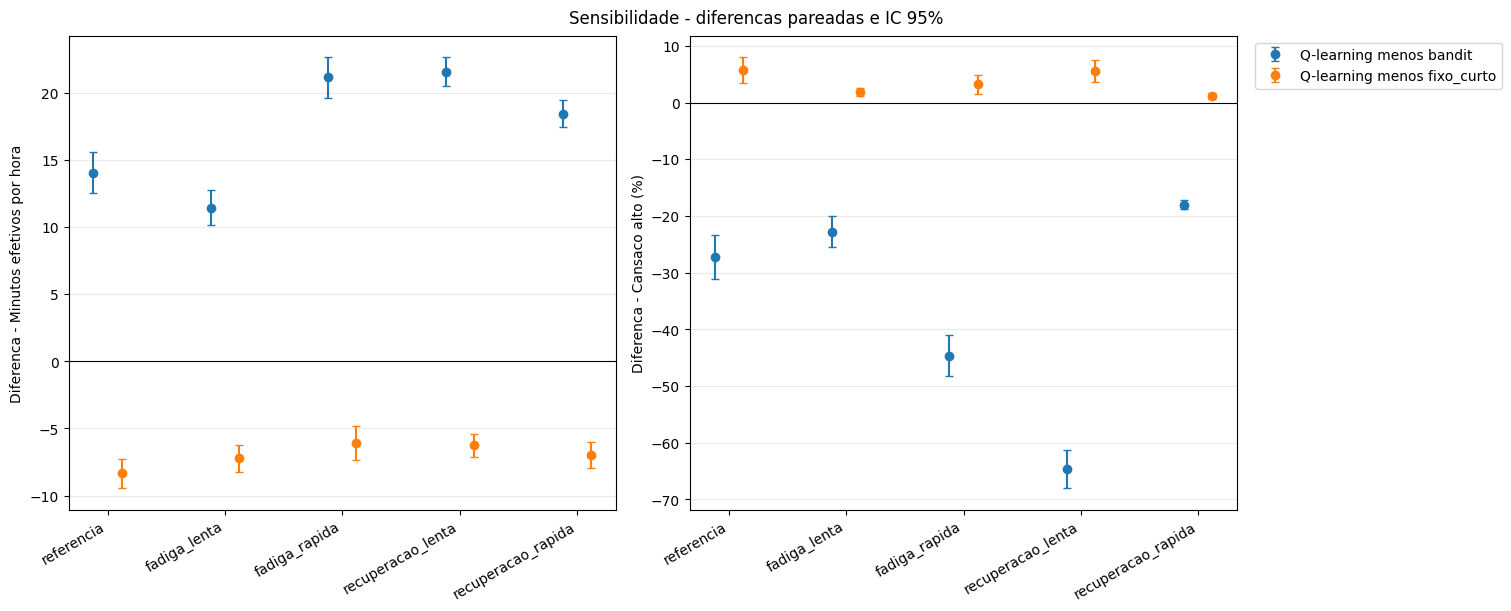 Sensibilidade - diferencas pareadas e IC 95%
Diferenca - Minutos efetivos por hora
20
15
10
5
0
−5
−10
referencia
fadiga_lenta
fadiga_rapida
recuperacao_lenta
recuperacao_rapida
Diferenca - Cansaco alto (%)
10
0
−10
−20
−30
−40
−50
−60
−70
referencia
fadiga_lenta
fadiga_rapida
recuperacao_lenta
recuperacao_rapida
Q-learning menos bandit
Q-learning menos fixo_curto